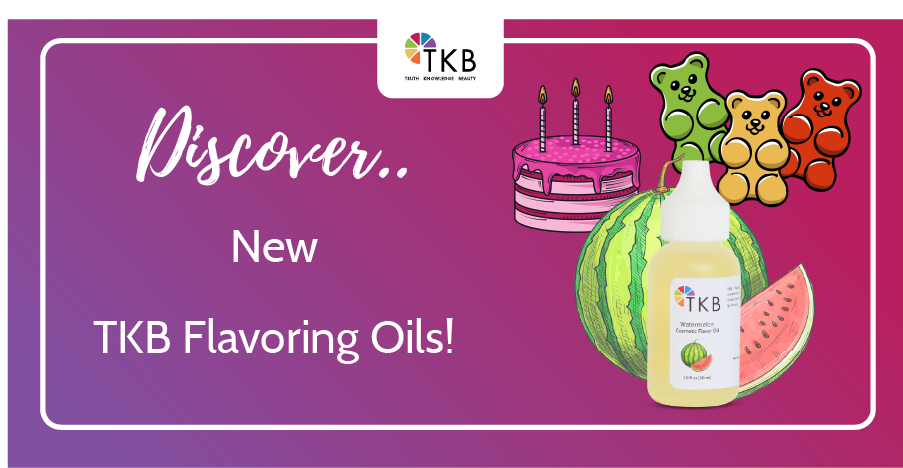 TKB
TRUTH KNOWLEDGE BEAUTY
Discover..
New
TKB Flavoring Oils!
TKB
Watermelon
Cosmetic Flavor Oil
1.0 fl oz (30 ml)